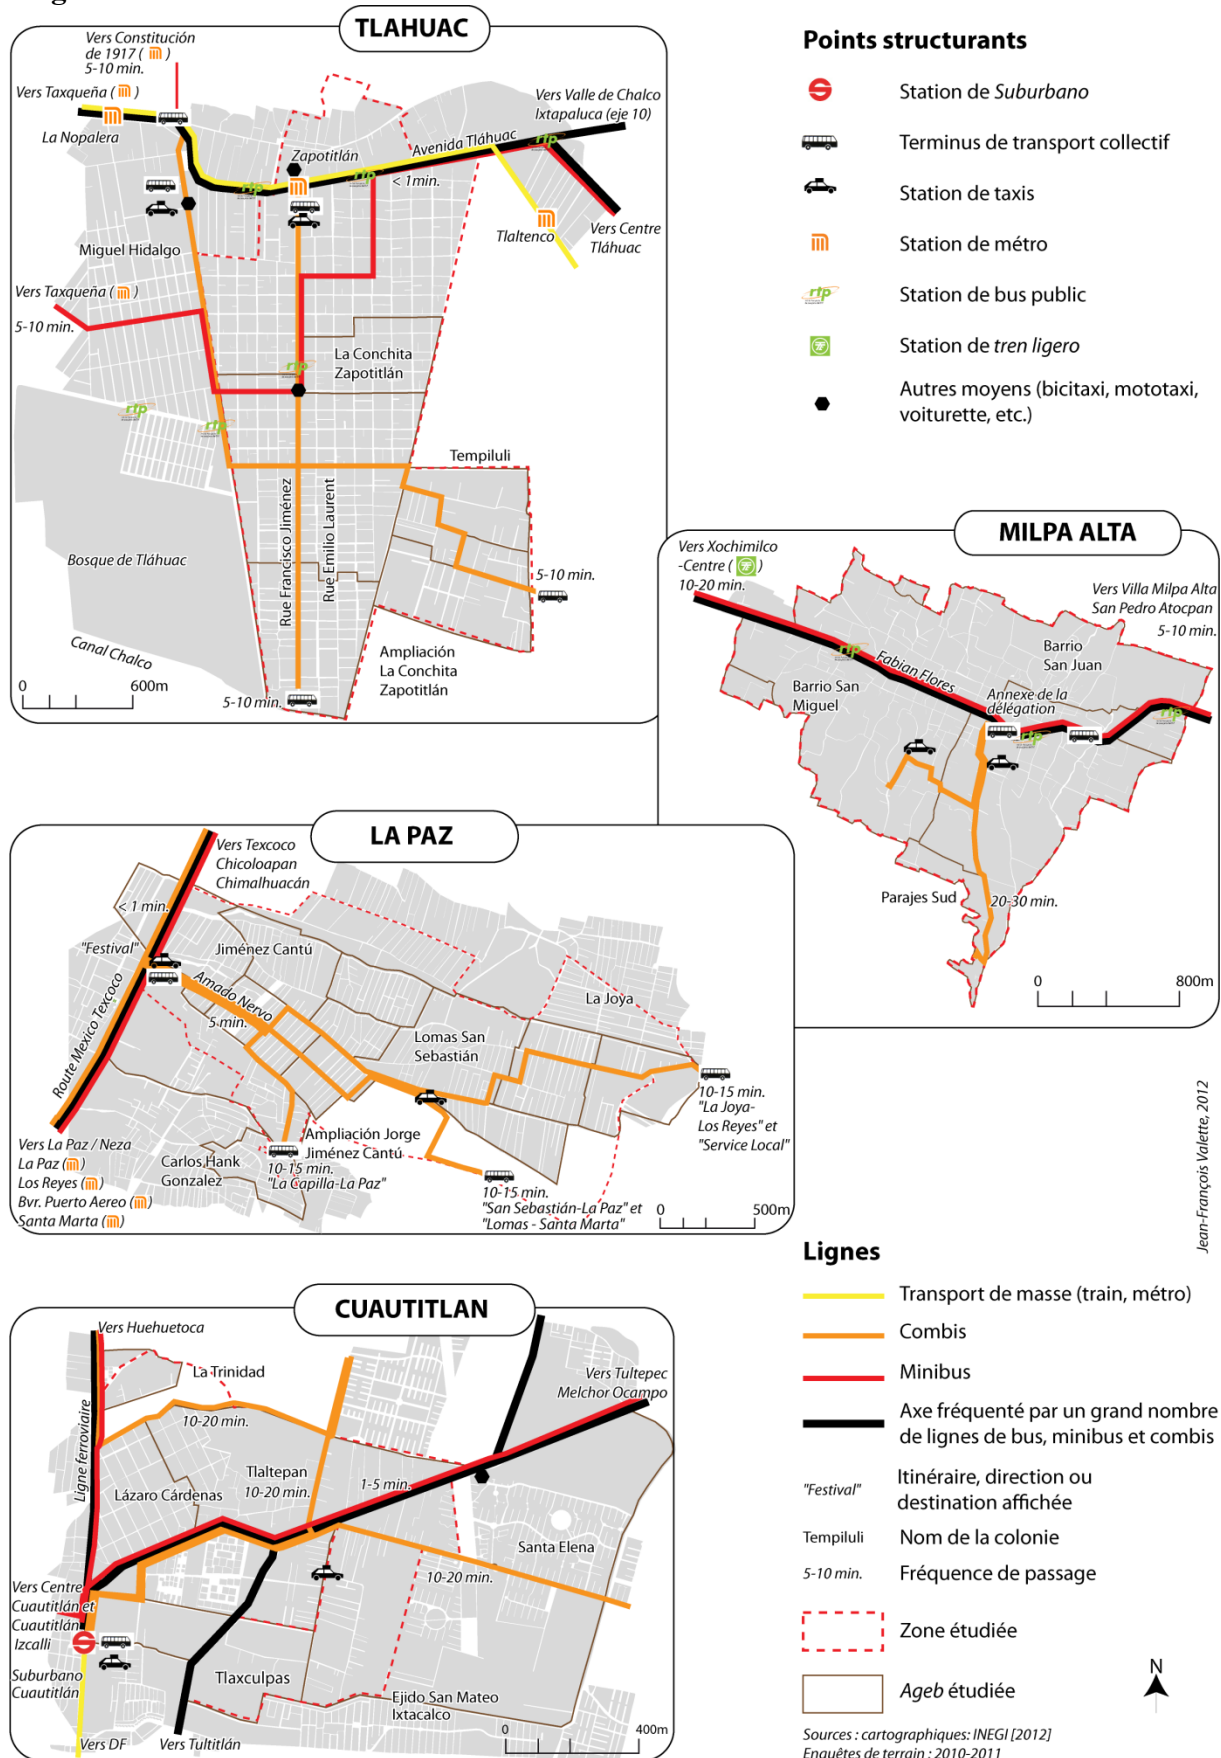 TLAHUAC
Vers Constitución
de 1917 ( )
5-10 min.
Vers Taxqueña ( )
La Nopalera
Zapotitlán
Avenida Tláhuac
< 1min.
Vers Valle de Chalco
Ixtapaluca (eje 10)
rtp
rtp
rtp
Tlaltenco
Vers Centre
Tláhuac
Miguel Hidalgo
Vers Taxqueña ( )
5-10 min.
La Conchita
Zapotitlán
rtp
rtp
rtp
Tempiluli
Rue Francisco Jiménez
Rue Emilio Laurent
Bosque de Tláhuac
5-10 min.
Canal Chalco
Ampliación
La Conchita
Zapotitlán
0 600m
5-10 min.
Points structurants
Station de Suburbano
Terminus de transport collectif
Station de taxis
Station de métro
rtp
Station de bus public
Station de tren ligero
Autres moyens (bicitaxi, mototaxi,
voiturette, etc.)
MILPA ALTA
Vers Xochimilco
-Centre ( )
10-20 min.
Vers Villa Milpa Alta
San Pedro Atocpan
5-10 min.
Barrio
San Juan
rtp
Fabian Flores
Barrio San
Miguel
Annexe de la
délégation
rtp
rtp
Parajes Sud
20-30 min.
0 800m
LA PAZ
Vers Texcoco
Chicoloapan
Chimalhuacán
< 1 min.
"Festival"
Jiménez Cantú
Route Mexico Texcoco
Amado Nervo
5 min.
La Joya
Lomas San
Sebastián
10-15 min.
"La Joya-
Los Reyes" et
"Service Local"
Vers La Paz / Neza
La Paz ( )
Los Reyes ( )
Bvr. Puerto Aereo ( )
Santa Marta ( )
Carlos Hank
Gonzalez
Ampliación Jorge
Jiménez Cantú
10-15 min.
"La Capilla-La Paz"
10-15 min.
"San Sebastián-La Paz" et
"Lomas - Santa Marta"
0 500m
Jean-François Valette, 2012
CUAUTITLAN
Vers Huehuetoca
La Trinidad
Vers Tultepec
Melchor Ocampo
Ligne ferroviaire
10-20 min.
Tlaltepan
10-20 min.
1-5 min.
Lázaro Cárdenas
Santa Elena
10-20 min.
Vers Centre
Cuautitlán et
Cuautitlán
Izcalli
Suburbano
Cuautitlán
Tlaxculpas
Ejido San Mateo
Ixtacalco
0 400m
Vers DF
Vers Tultitlán
Lignes
Transport de masse (train, métro)
Combis
Minibus
Axe fréquenté par un grand nombre
de lignes de bus, minibus et combis
"Festival"
Itinéraire, direction ou
destination affichée
Tempiluli Nom de la colonie
5-10 min. Fréquence de passage
Zone étudiée
Ageb étudiée
N
Sources : cartographiques: INEGI [2012]
Enquêtes de terrain : 2010-2011